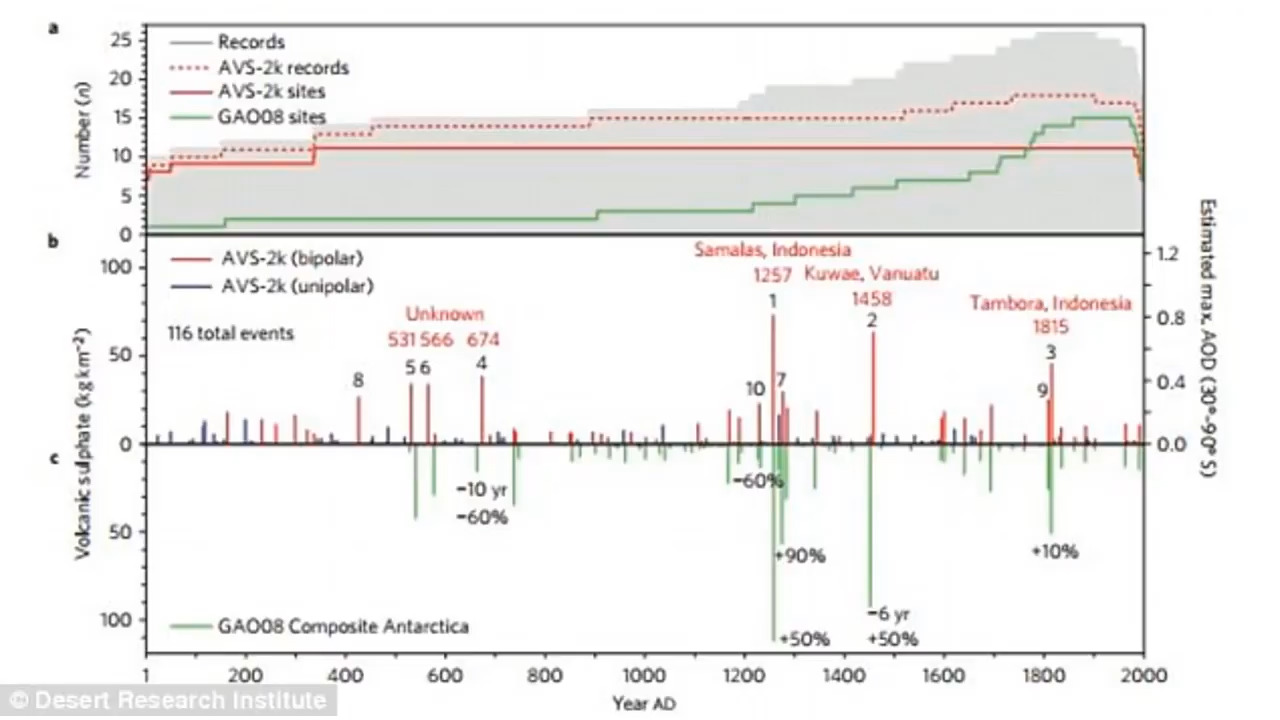 a
25
20
15
10
5
0
Number (n)
Records
AVS-2k records
AVS-2k sites
GAO08 sites
b
100
50
0
AVS-2k (bipolar)
AVS-2k (unipolar)
116 total events
Unknown
531 566 674
8
5 6
4
Samalas, Indonesia
1257
1
10
7
Kuwae, Vanuatu
1458
2
Tambora, Indonesia
1815
3
9
1.2
0.8
0.4
0.0
Estimated max, AOD (30°-90° S)
Volcanic sulphate (kg km⁻²)
c
50
100
−10 yr
−60%
−60%
+90%
+50%
−6 yr
+50%
+10%
GAO08 Composite Antarctica
1 200 400 600 800 1000 1200 1400 1600 1800 2000
Year AD
© Desert Research Institute